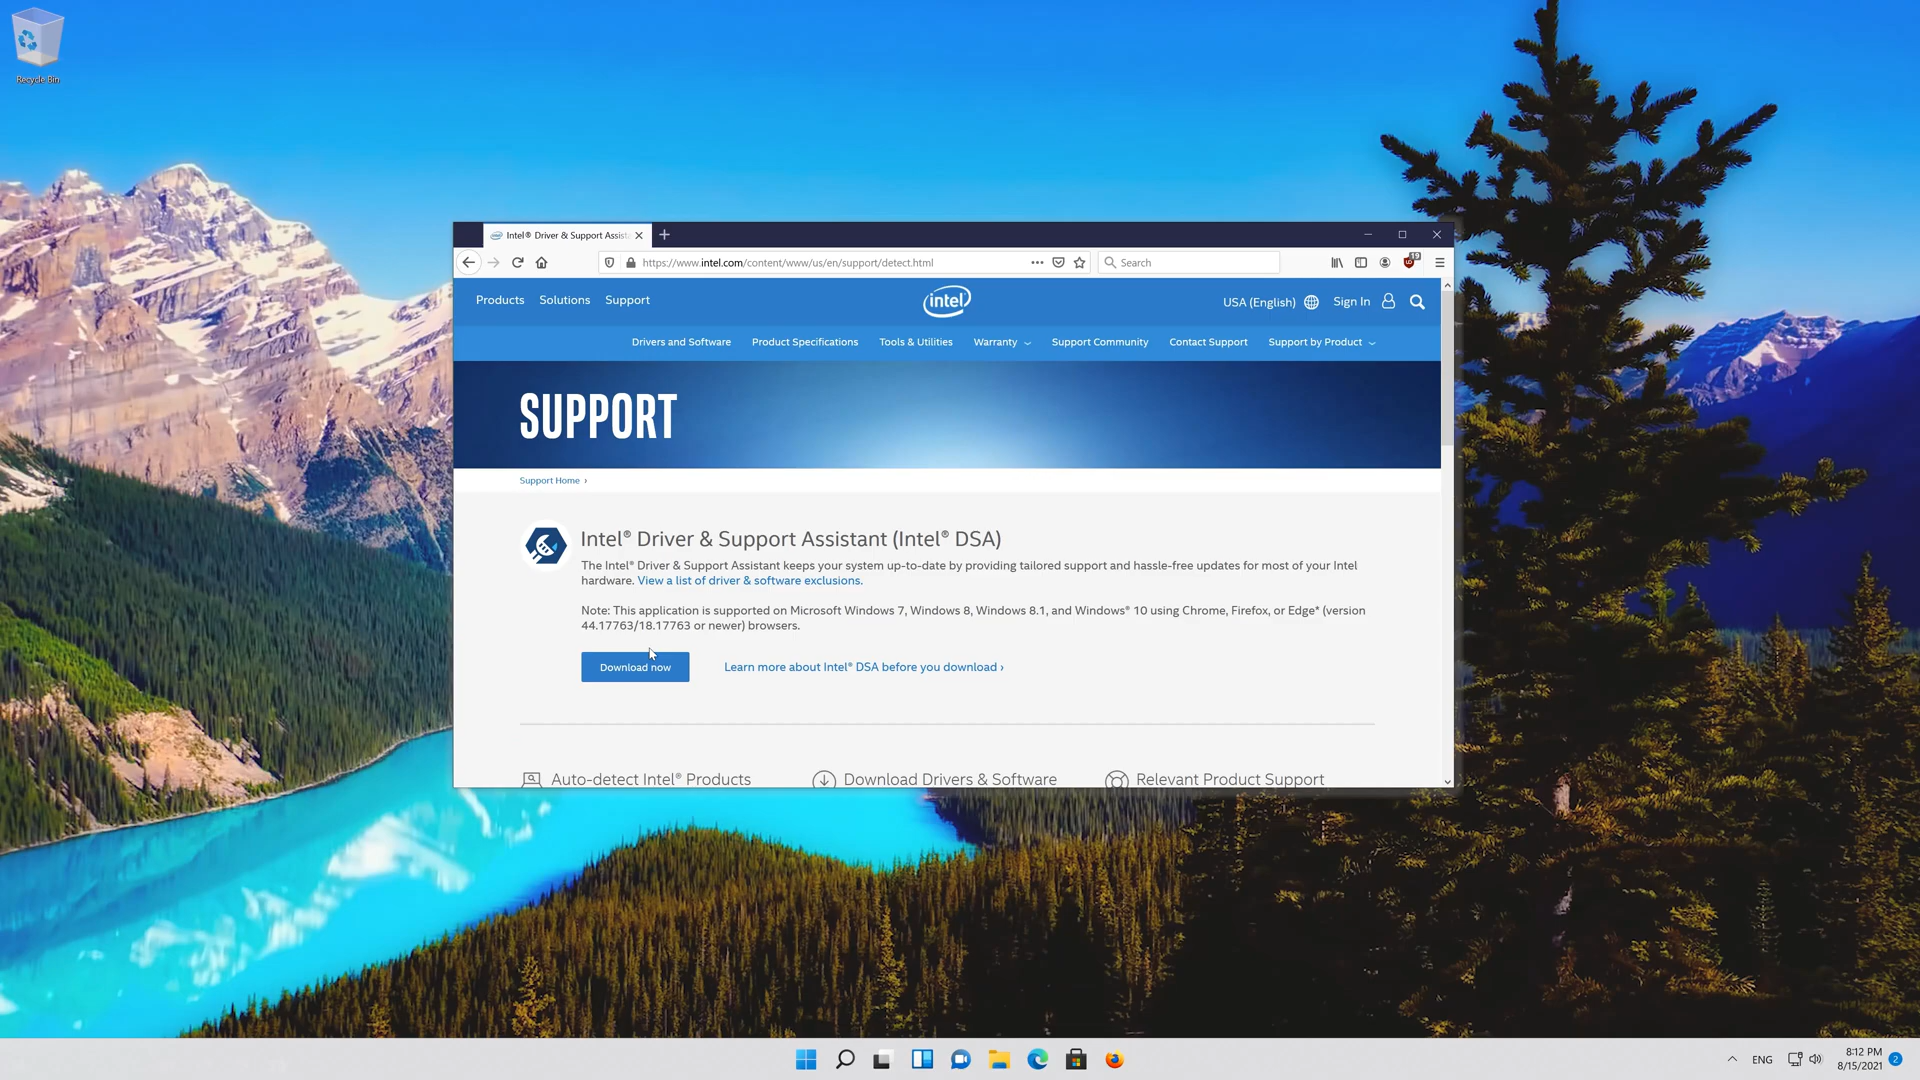 Recycle Bin
Intel® Driver & Support Assist
https://www.intel.com/content/www/us/en/support/detect.html
Search
19
Products
Solutions
Support
intel
USA (English)
Sign In
Drivers and Software
Product Specifications
Tools & Utilities
Warranty
Support Community
Contact Support
Support by Product
SUPPORT
Support Home ›
Intel® Driver & Support Assistant (Intel® DSA)
The Intel® Driver & Support Assistant keeps your system up-to-date by providing tailored support and hassle-free updates for most of your Intel
hardware. View a list of driver & software exclusions.
Note: This application is supported on Microsoft Windows 7, Windows 8, Windows 8.1, and Windows® 10 using Chrome, Firefox, or Edge* (version
44.17763/18.17763 or newer) browsers.
Download now
Learn more about Intel® DSA before you download ›
Auto-detect Intel® Products
Download Drivers & Software
Relevant Product Support
ENG
8:12 PM
8/15/2021
2